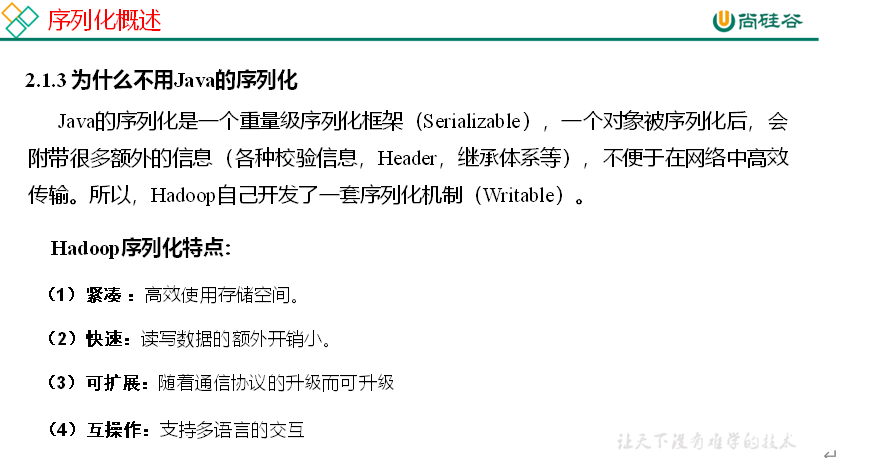 序列化概述
尚硅谷
2.1.3 为什么不用Java的序列化
Java的序列化是一个重量级序列化框架（Serializable），一个对象被序列化后，会
附带很多额外的信息（各种校验信息，Header，继承体系等），不便于在网络中高效
传输。所以，Hadoop自己开发了一套序列化机制（Writable）。
Hadoop序列化特点：
（1）紧凑：高效使用存储空间。
（2）快速：读写数据的额外开销小。
（3）可扩展：随着通信协议的升级而可升级
（4）互操作：支持多语言的交互
让天下没有难学的技术